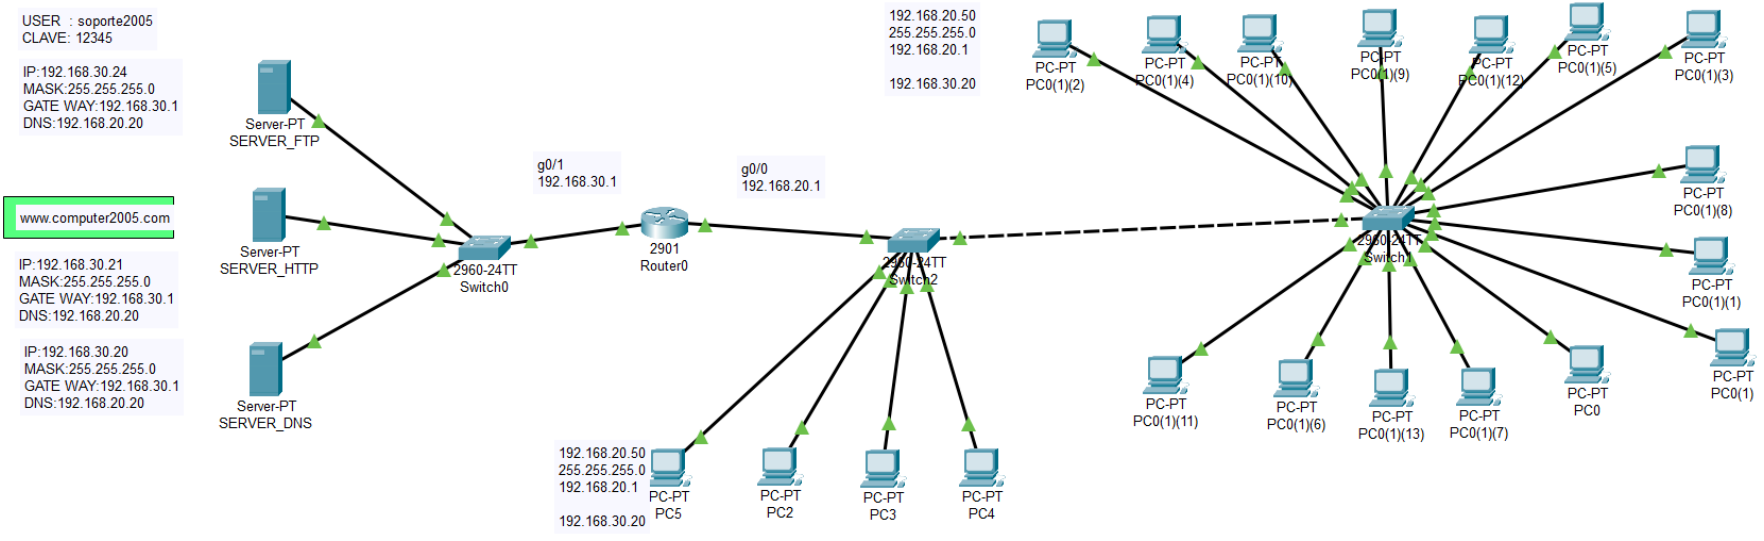 USER : soporte2005
CLAVE: 12345
IP:192.168.30.24
MASK:255.255.255.0
GATE WAY:192.168.30.1
DNS:192.168.20.20
Server-PT
SERVER_FTP
www.computer2005.com
Server-PT
SERVER_HTTP
IP:192.168.30.21
MASK:255.255.255.0
GATE WAY:192.168.30.1
DNS:192.168.20.20
IP:192.168.30.20
MASK:255.255.255.0
GATE WAY:192.168.30.1
DNS:192.168.20.20
Server-PT
SERVER_DNS
2960-24TT
Switch0
g0/1
192.168.30.1
2901
Router0
g0/0
192.168.20.1
2960-24TT
Switch2
192.168.20.50
255.255.255.0
192.168.20.1
192.168.30.20
PC-PT
PC5
PC-PT
PC2
PC-PT
PC3
PC-PT
PC4
192.168.20.50
255.255.255.0
192.168.20.1
192.168.30.20
PC-PT
PC0(1)(2)
PC-PT
PC0(1)(4)
PC-PT
PC0(1)(10)
PC-PT
PC0(1)(9)
PC-PT
PC0(1)(12)
PC-PT
PC0(1)(5)
PC-PT
PC0(1)(3)
PC-PT
PC0(1)(8)
2960-24TT
Switch1
PC-PT
PC0(1)(1)
PC-PT
PC0(1)(11)
PC-PT
PC0(1)(6)
PC-PT
PC0(1)(13)
PC-PT
PC0(1)(7)
PC-PT
PC0
PC-PT
PC0(1)